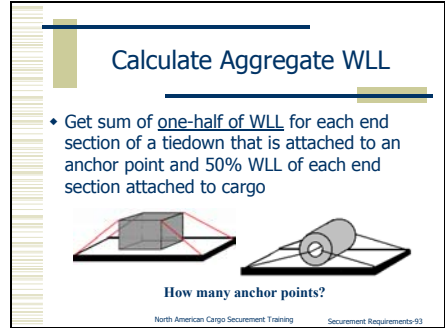 Calculate Aggregate WLL
Get sum of one-half of WLL for each end
section of a tiedown that is attached to an
anchor point and 50% WLL of each end
section attached to cargo
How many anchor points?
North American Cargo Securement Training
Securement Requirements-93